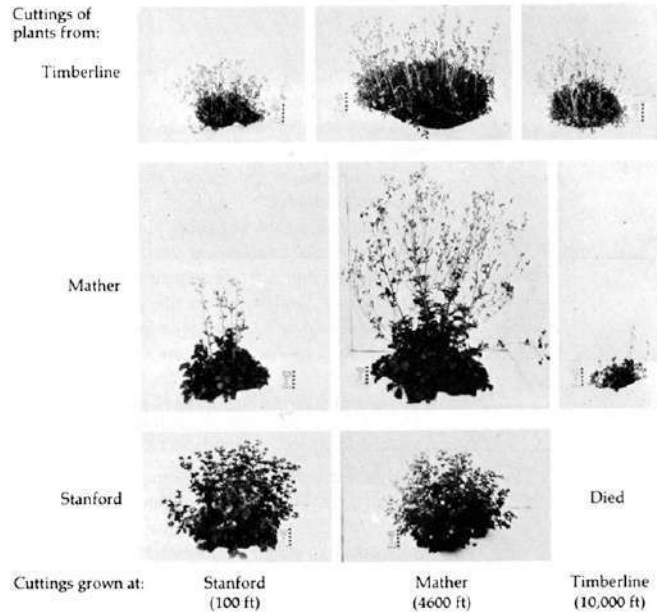 Cuttings of
plants from:
Timberline
Mather
Stanford
Died
Cuttings grown at:
Stanford
(100 ft)
Mather
(4600 ft)
Timberline
(10,000 ft)